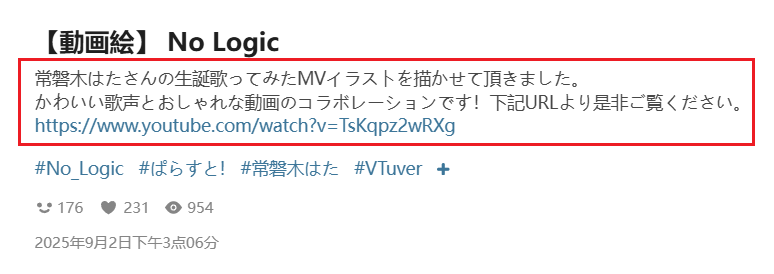 【動画絵】 No Logic
常磐木はたさんの生誕歌ってみたMVイラストを描かせて頂きました。
かわいい歌声とおしゃれな動画のコラボレーションです！下記URLより是非ご覧ください。
https://www.youtube.com/watch?v=TsKqpz2wRXg
#No_Logic #ぱらすと！ #常磐木はた #VTuver +
176 231 954
2025年9月2日下午3点06分